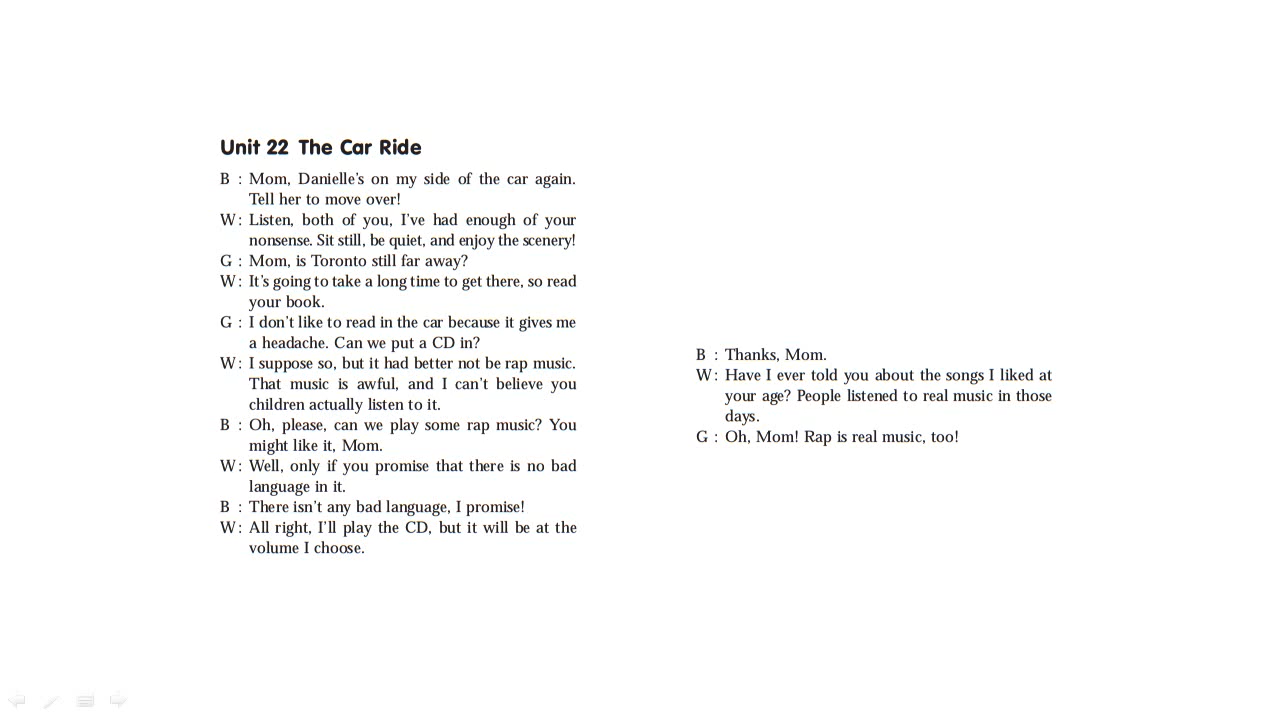 Unit 22 The Car Ride
B : Mom, Danielle's on my side of the car again.
Tell her to move over!
W: Listen, both of you, I've had enough of your
nonsense. Sit still, be quiet, and enjoy the scenery!
G : Mom, is Toronto still far away?
W: It's going to take a long time to get there, so read
your book.
G : I don't like to read in the car because it gives me
a headache. Can we put a CD in?
W: I suppose so, but it had better not be rap music.
That music is awful, and I can't believe you
children actually listen to it.
B : Oh, please, can we play some rap music? You
might like it, Mom.
W: Well, only if you promise that there is no bad
language in it.
B : There isn't any bad language, I promise!
W: All right, I'll play the CD, but it will be at the
volume I choose.
B : Thanks, Mom.
W: Have I ever told you about the songs I liked at
your age? People listened to real music in those
days.
G : Oh, Mom! Rap is real music, too!